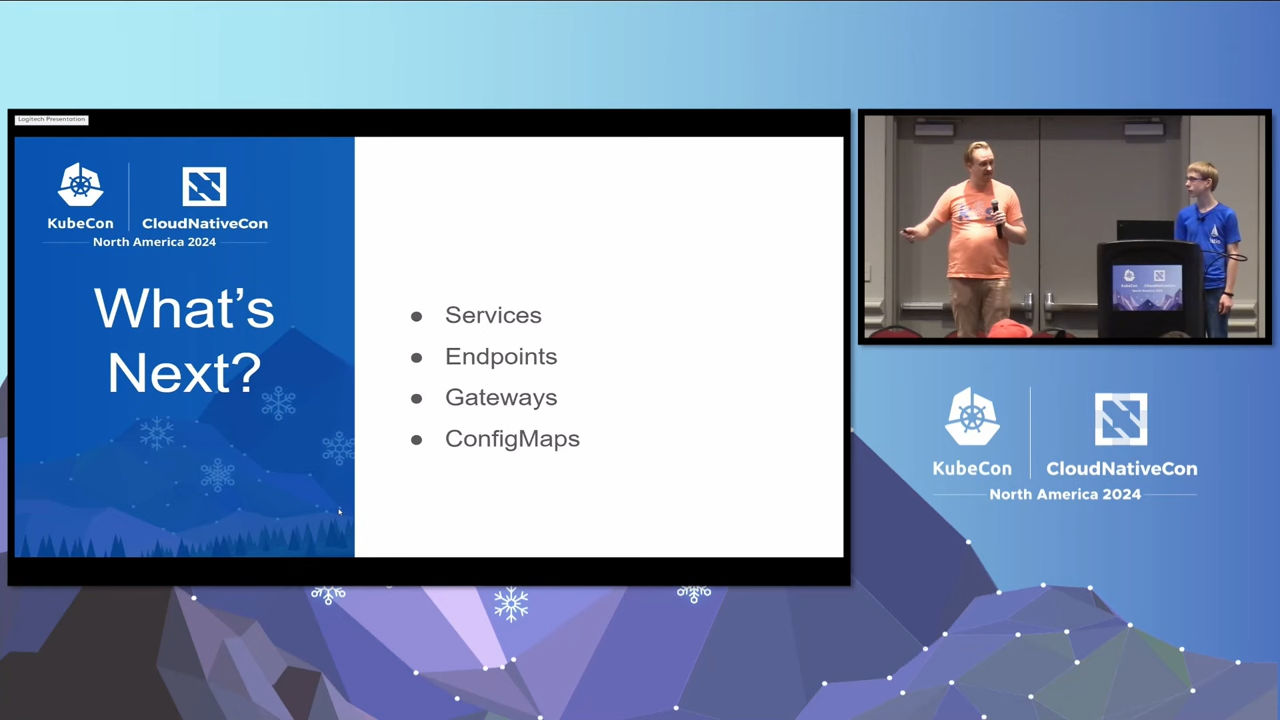 Logitech Presentation
KubeCon
CloudNativeCon
North America 2024
What's
Next?
● Services
● Endpoints
● Gateways
● ConfigMaps
KubeCon
CloudNativeCon
North America 2024